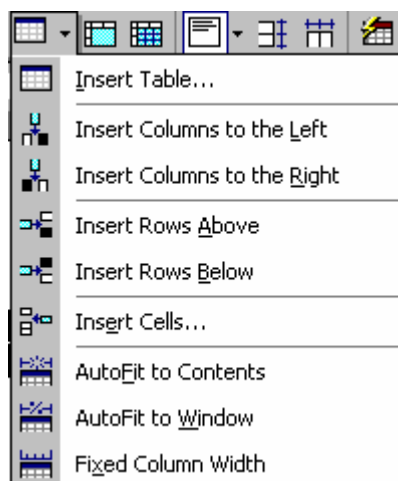 Insert Table...
Insert Columns to the Left
Insert Columns to the Right
Insert Rows Above
Insert Rows Below
Insert Cells...
AutoFit to Contents
AutoFit to Window
Fixed Column Width